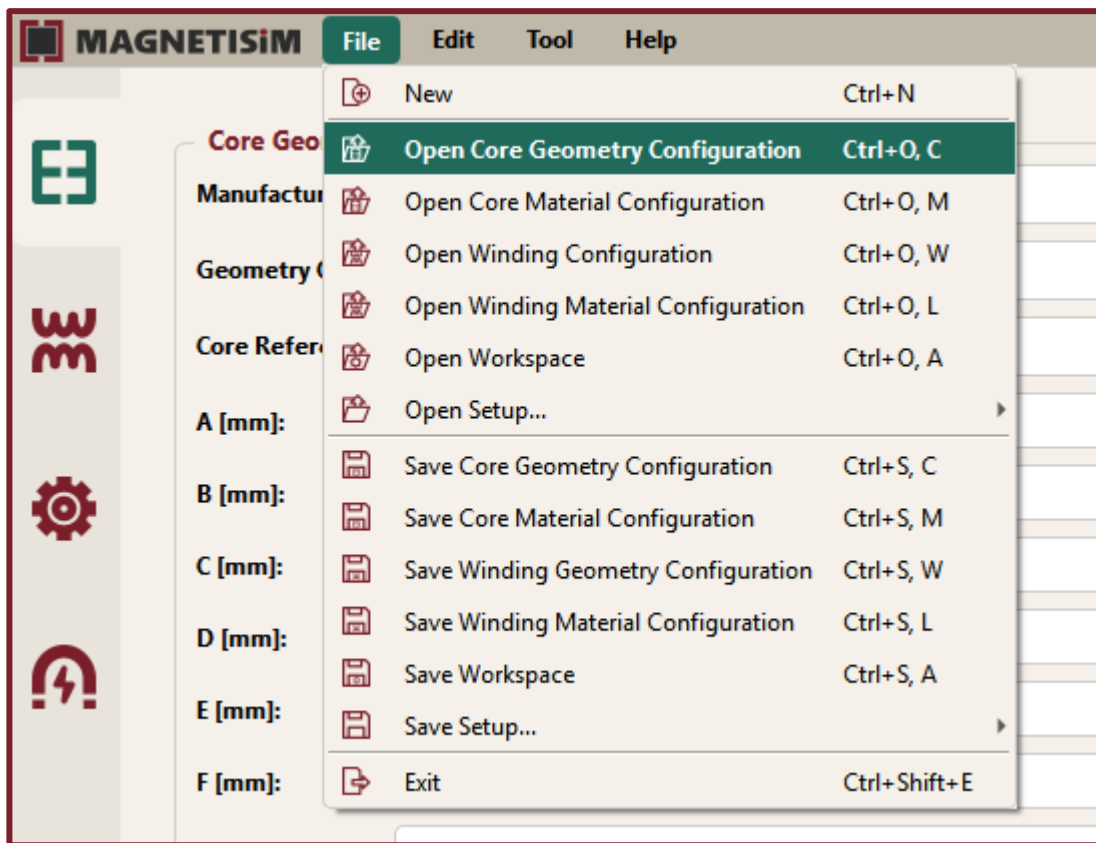 MAGNETISiM File Edit Tool Help
New Ctrl+N
Core Geo
Open Core Geometry Configuration Ctrl+O, C
Open Core Material Configuration Ctrl+O, M
Open Winding Configuration Ctrl+O, W
Geometry
Open Winding Material Configuration Ctrl+O, L
Core
Open Workspace Ctrl+O, A
A [mm]:
Open Setup...
Save Core Geometry Configuration Ctrl+S, C
B [mm]:
Save Core Material Configuration Ctrl+S, M
C [mm]:
Save Winding Geometry Configuration Ctrl+S, W
D [mm]:
Save Winding Material Configuration Ctrl+S, L
Save Workspace Ctrl+S, A
E [mm]:
Save Setup...
F [mm]:
Exit Ctrl+Shift+E